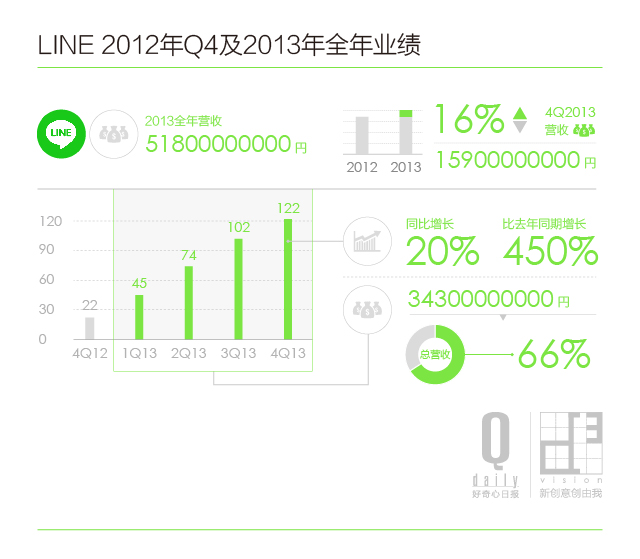 LINE 2012年Q4及2013年全年业绩
LINE
2013全年营收
51800000000 円
2012
2013
16%
4Q2013
营收
15900000000 円
120
90
60
30
0
22
45
74
102
122
4Q12
1Q13
2Q13
3Q13
4Q13
同比增长
20%
比去年同期增长
450%
34300000000 円
总营收
66%
Q
daily
好奇心日报
vision
新创意创由我